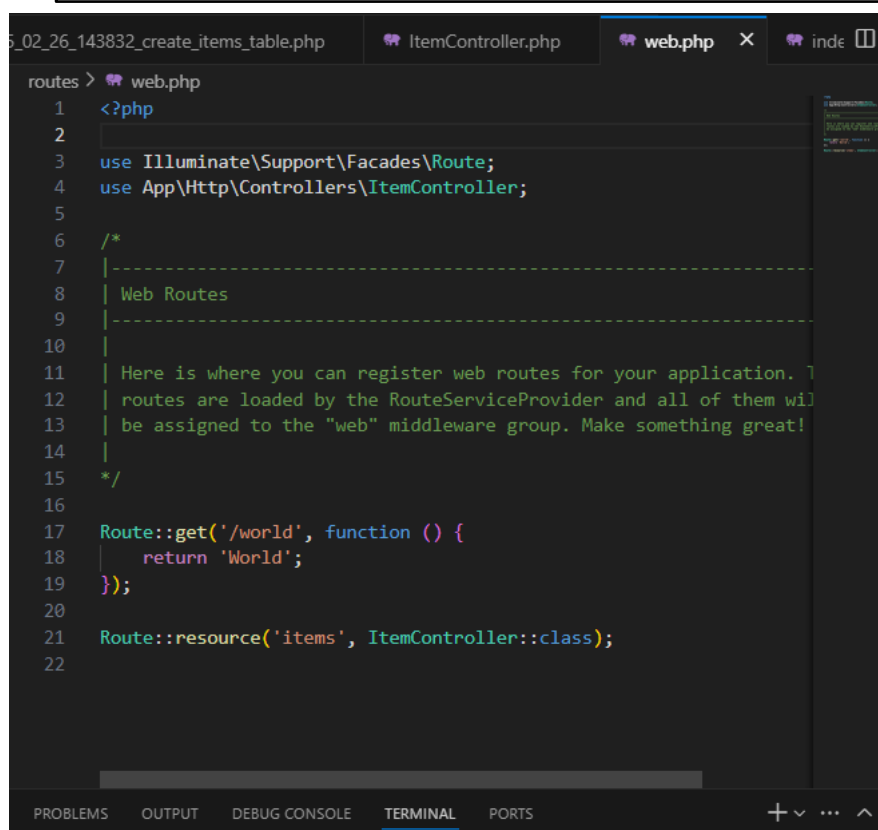 5_02_26_143832_create_items_table.php ItemController.php web.php × inde
routes > web.php
1 <?php
2
3 use Illuminate\Support\Facades\Route;
4 use App\Http\Controllers\ItemController;
5
6 /*
7 |--------------------------------------------------------------------------
8 | Web Routes
9 |--------------------------------------------------------------------------
10 |
11 | Here is where you can register web routes for your application. T
12 | routes are loaded by the RouteServiceProvider and all of them wil
13 | be assigned to the "web" middleware group. Make something great!
14 |
15 */
16
17 Route::get('/world', function () {
18     return 'World';
19 });
20
21 Route::resource('items', ItemController::class);
22
PROBLEMS OUTPUT DEBUG CONSOLE TERMINAL PORTS